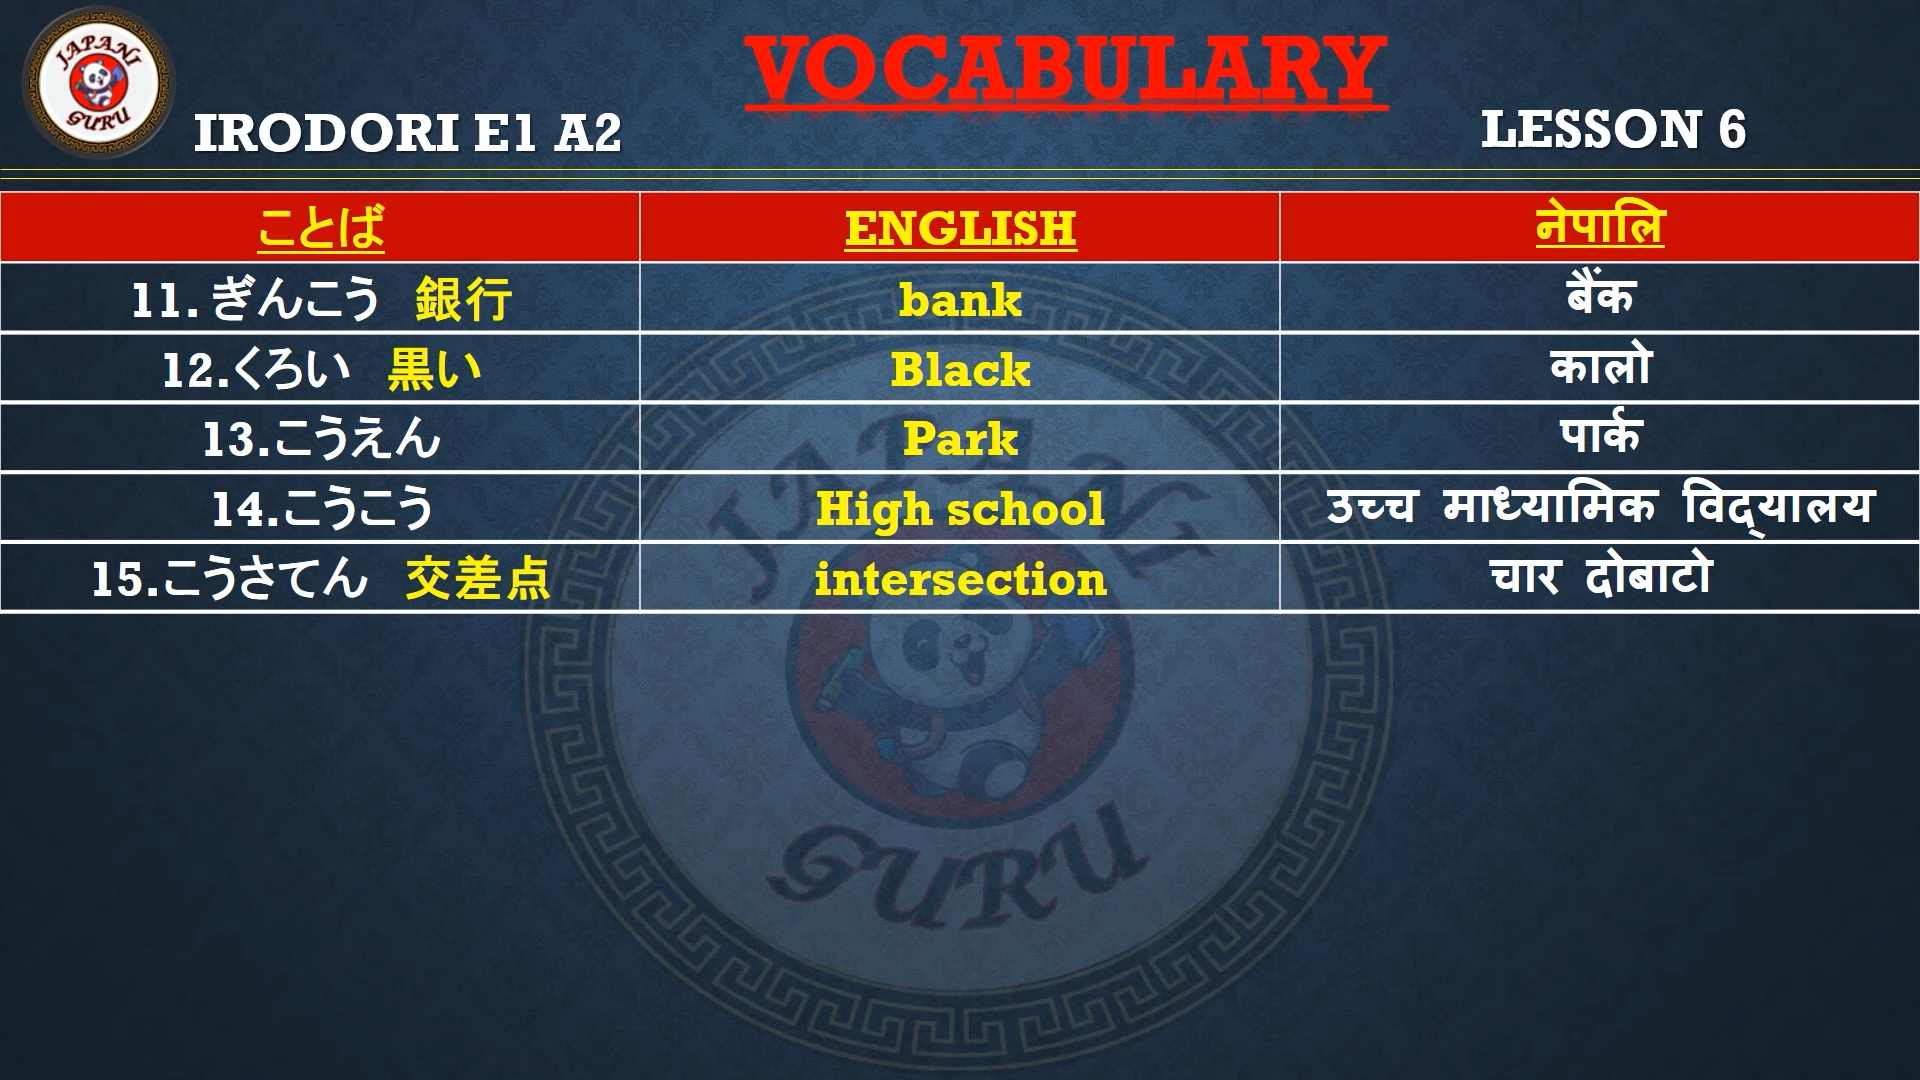 JAPANI
GURU
VOCABULARY
IRODORI E1 A2
LESSON 6
ことば ENGLISH नेपालि
11. ぎんこう 銀行 bank बैंक
12.くろい 黒い Black कालो
13.こうえん Park पार्क
14.こうこう High school उच्च माध्यामिक विद्यालय
15.こうさてん 交差点 intersection चार दोबाटो
JAPANI
GURU